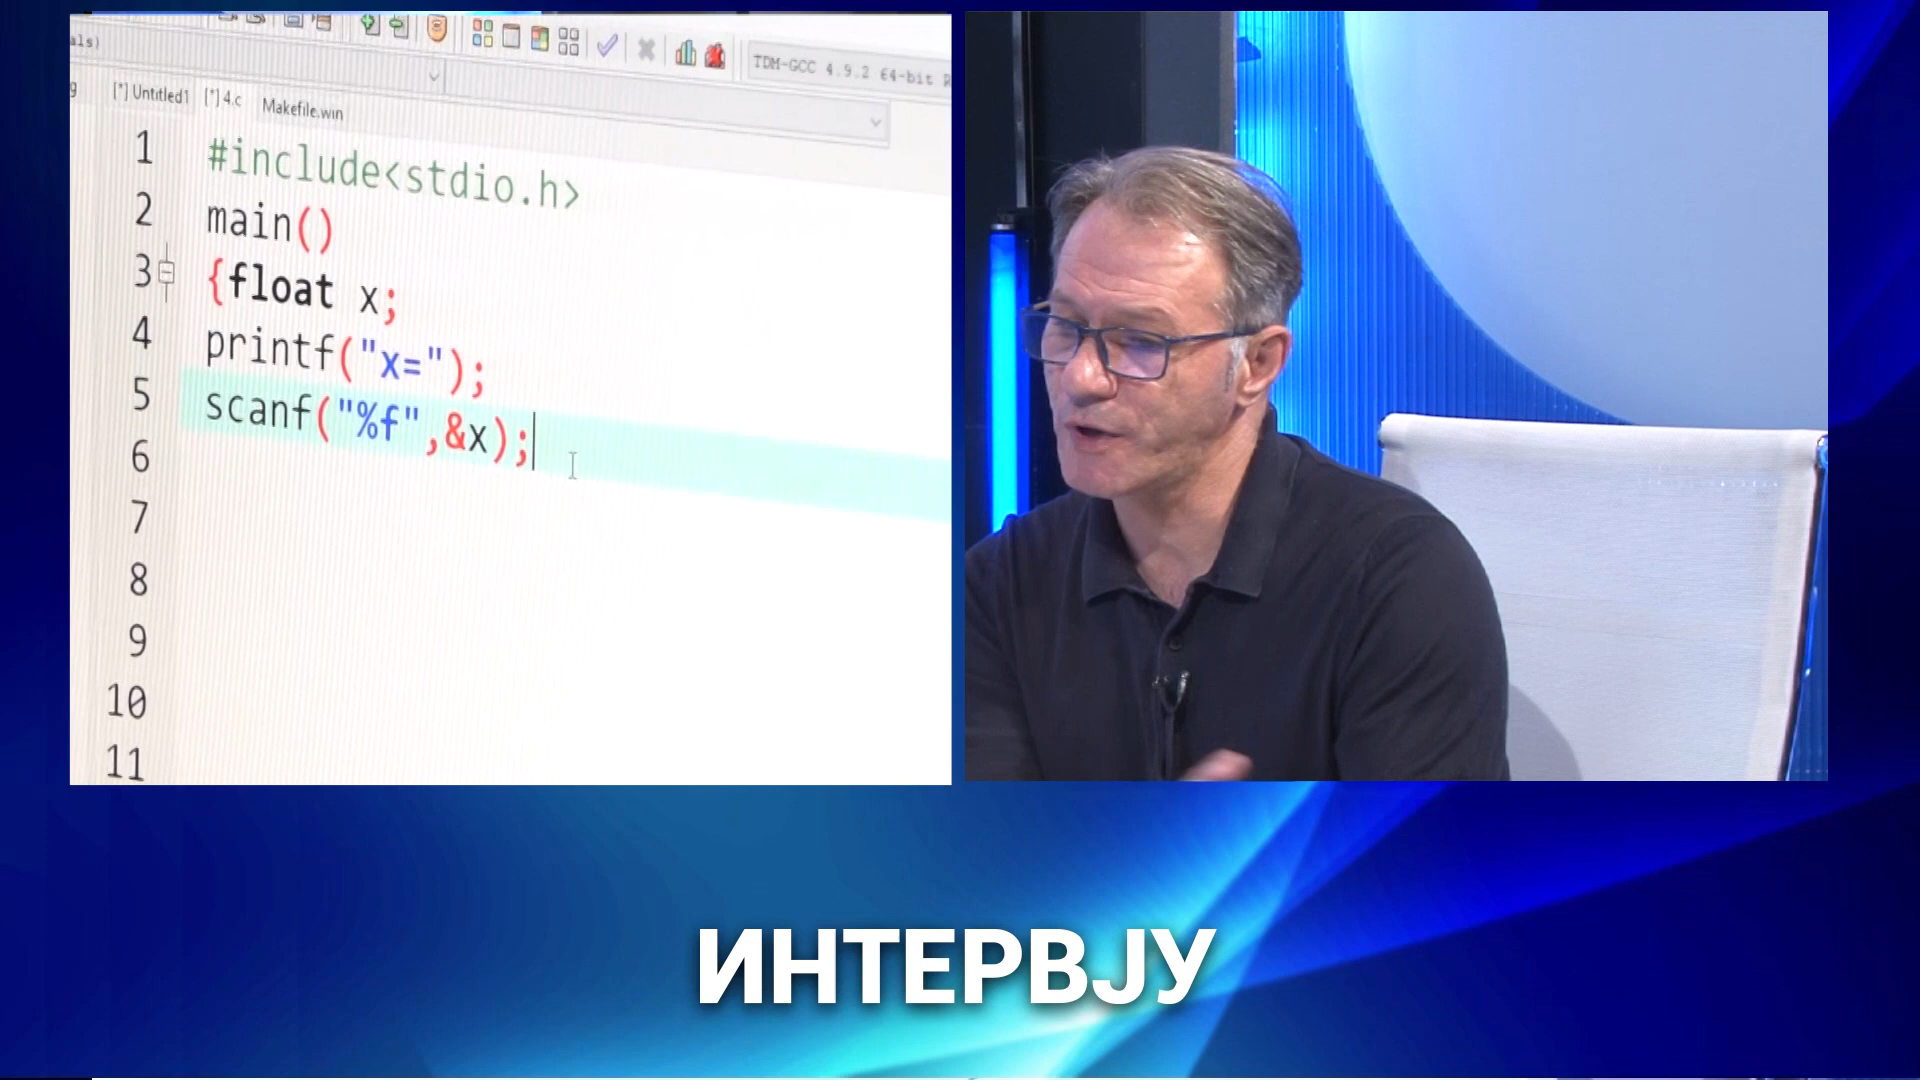 als)
TDM-GCC 4.9.2 64-bit R
[*] Untitled1 [*] 4.c Makefile.win
1 #include<stdio.h>
2 main()
3 {float x;
4 printf("x=");
5 scanf("%f",&x);
6
7
8
9
10
11
ИНТЕРВЈУ